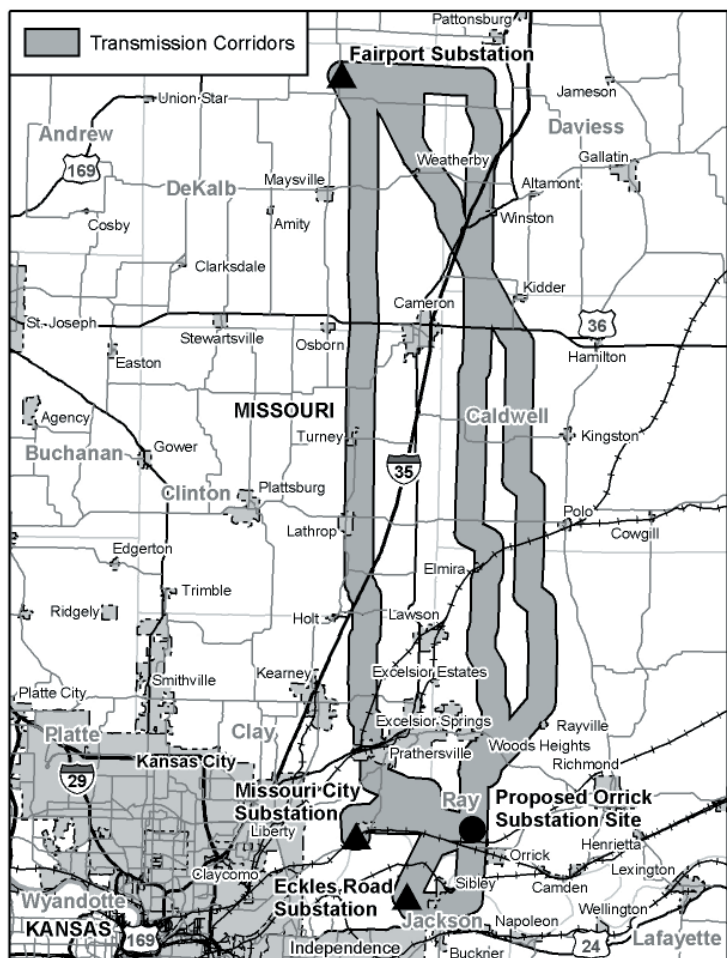 Transmission Corridors
Pattonsburg
Fairport Substation
Union Star
Jameson
Andrew
Daviess
169
Weatherby
Gallatin
DeKalb
Maysville
Altamont
Cosby
Amity
Winston
Clarksdale
Kidder
Cameron
St. Joseph
36
Stewartsville
Osborn
Easton
Hamilton
MISSOURI
Caldwell
Agency
Turney
Kingston
Buchanan
Gower
35
Clinton
Plattsburg
Lathrop
Polo
Cowgill
Edgerton
Elmira
Trimble
Ridgely
Holt
Lawson
Kearney
Excelsior Estates
Smithville
Platte City
Excelsior Springs
Rayville
Platte
Clay
Prathersville
Woods Heights
Kansas City
Richmond
29
Missouri City
Substation
Ray
Proposed Orrick
Substation Site
Liberty
Henrietta
Claycomo
Orrick
Lexington
Eckles Road
Substation
Sibley
Camden
Wyandotte
Wellington
KANSAS
169
Jackson
Napoleon
Lafayette
Independence
Buckner
24